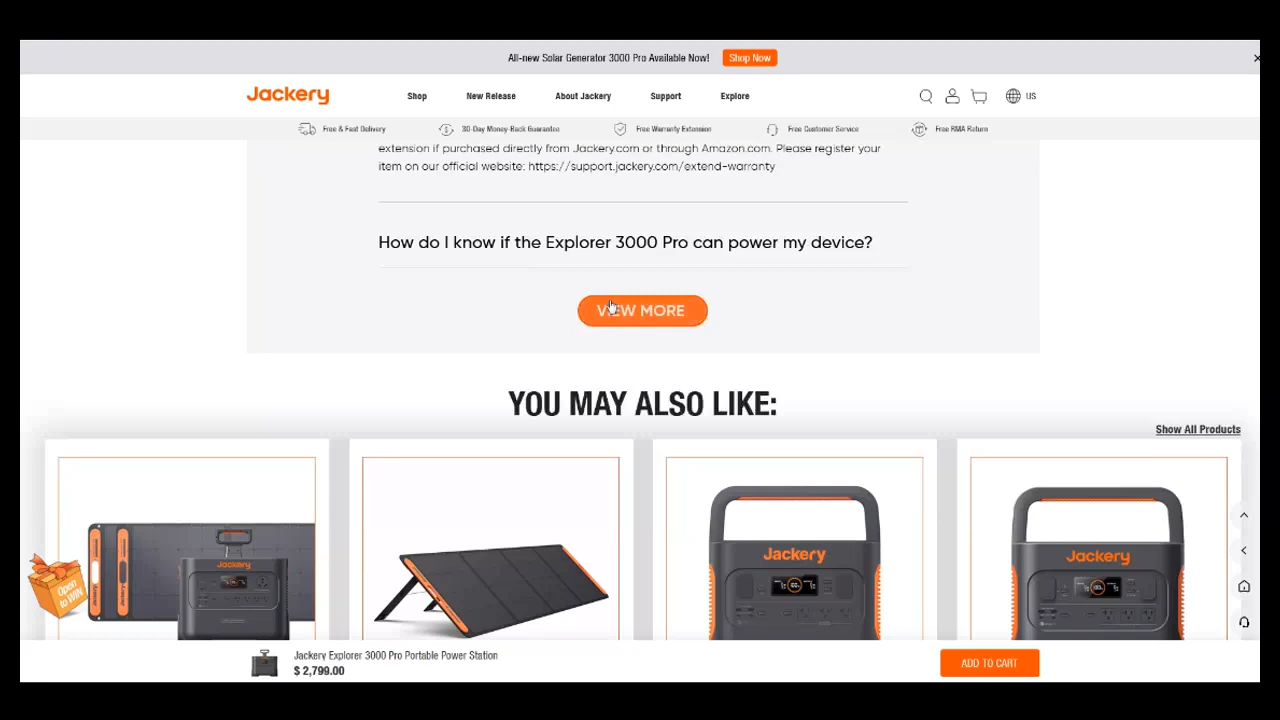 All-new Solar Generator 3000 Pro Available Now! Shop Now
Jackery Shop New Release About Jackery Support Explore US
Free & Fast Delivery 30-Day Money-Back Guarantee Free Warranty Extension Free Customer Service Free RMA Return
extension if purchased directly from Jackery.com or through Amazon.com. Please register your
item on our official website: https://support.jackery.com/extend-warranty
How do I know if the Explorer 3000 Pro can power my device?
VIEW MORE
YOU MAY ALSO LIKE:
Show All Products
Jackery
Jackery
Jackery
Open
to WIN
Jackery Explorer 3000 Pro Portable Power Station
$ 2,799.00
ADD TO CART